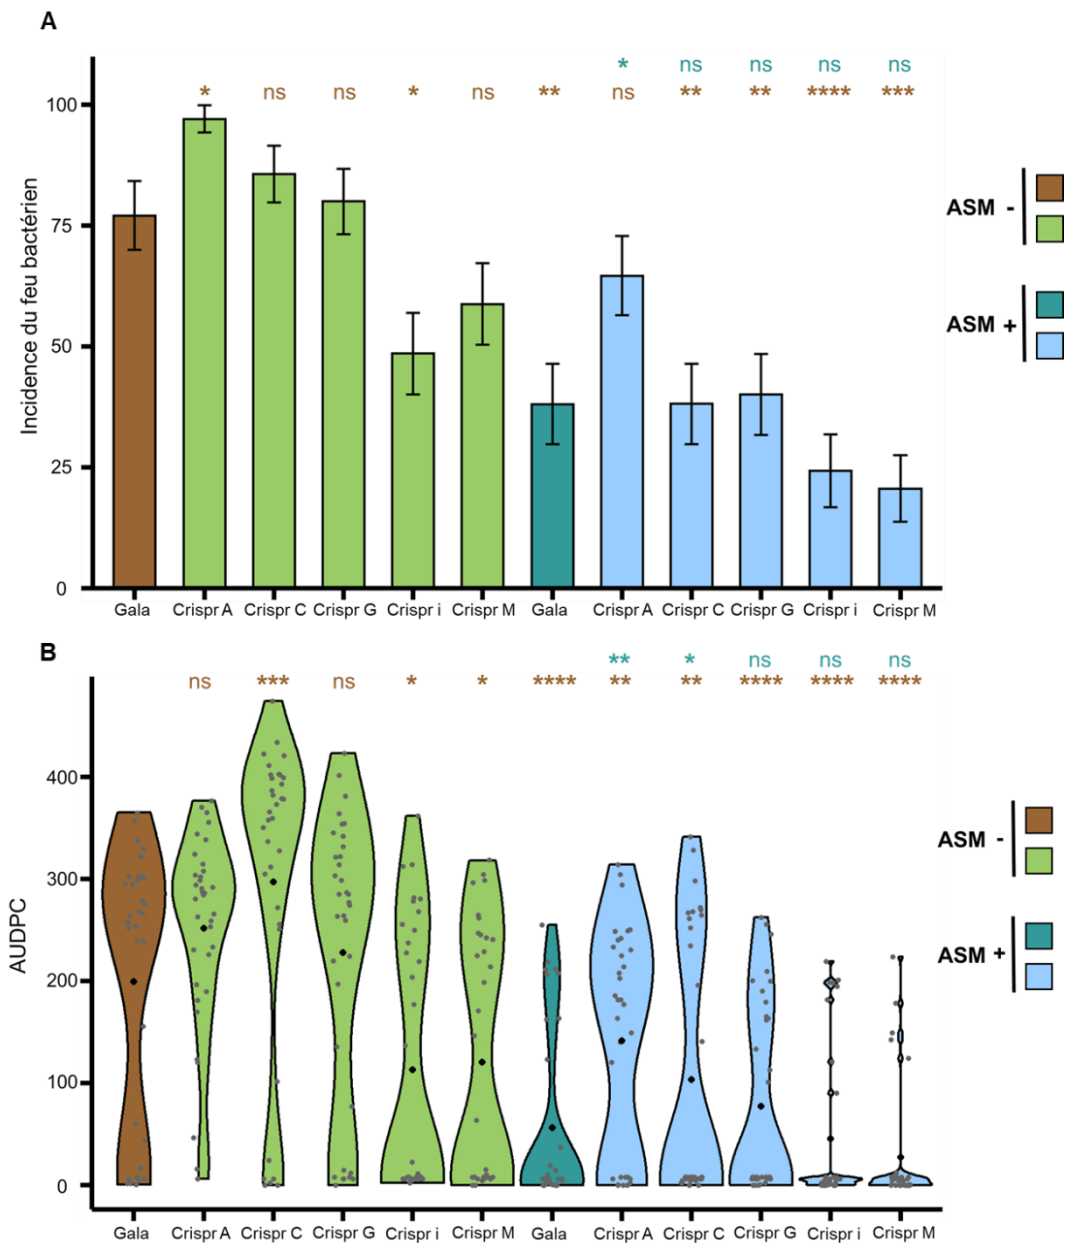 A
* ns ns ns ns
* ns ns * ns ** ns ** ** **** ***
Incidence du feu bactérien
100
75
50
25
0
ASM -
ASM +
Gala Crispr A Crispr C Crispr G Crispr i Crispr M Gala Crispr A Crispr C Crispr G Crispr i Crispr M
B
** * ns ns ns
ns *** ns * * **** ** ** **** **** ****
AUDPC
400
300
200
100
0
ASM -
ASM +
Gala Crispr A Crispr C Crispr G Crispr i Crispr M Gala Crispr A Crispr C Crispr G Crispr i Crispr M